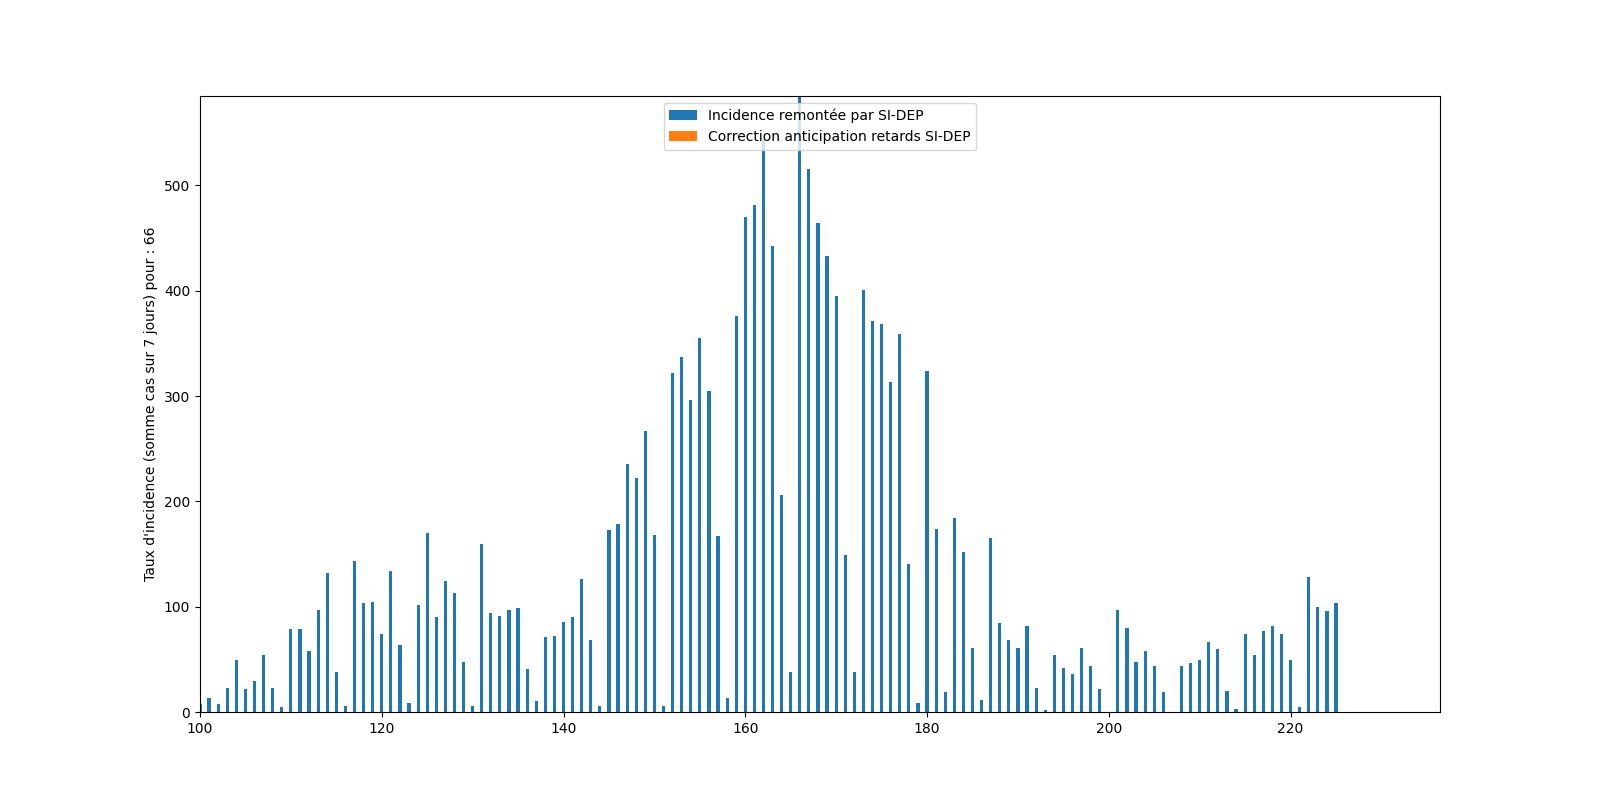 Incidence remontée par SI-DEP
Correction anticipation retards SI-DEP
Taux d'incidence (somme cas sur 7 jours) pour : 66
500
400
300
200
100
0
100 120 140 160 180 200 220